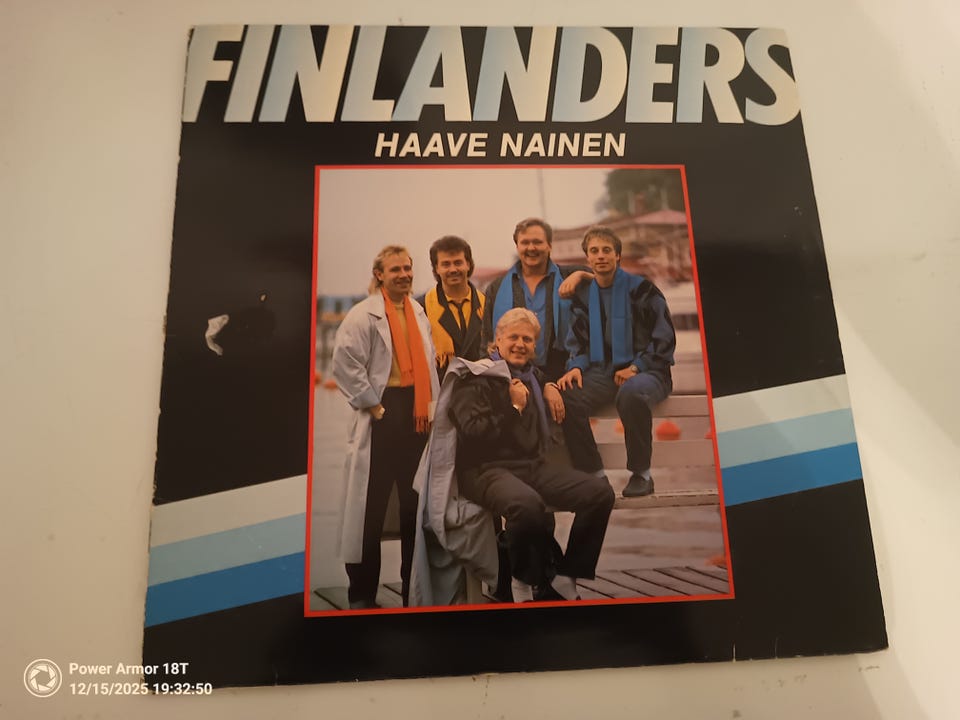 FINLANDERS
HAAVE NAINEN
Power Armor 18T
12/15/2025 19:32:50